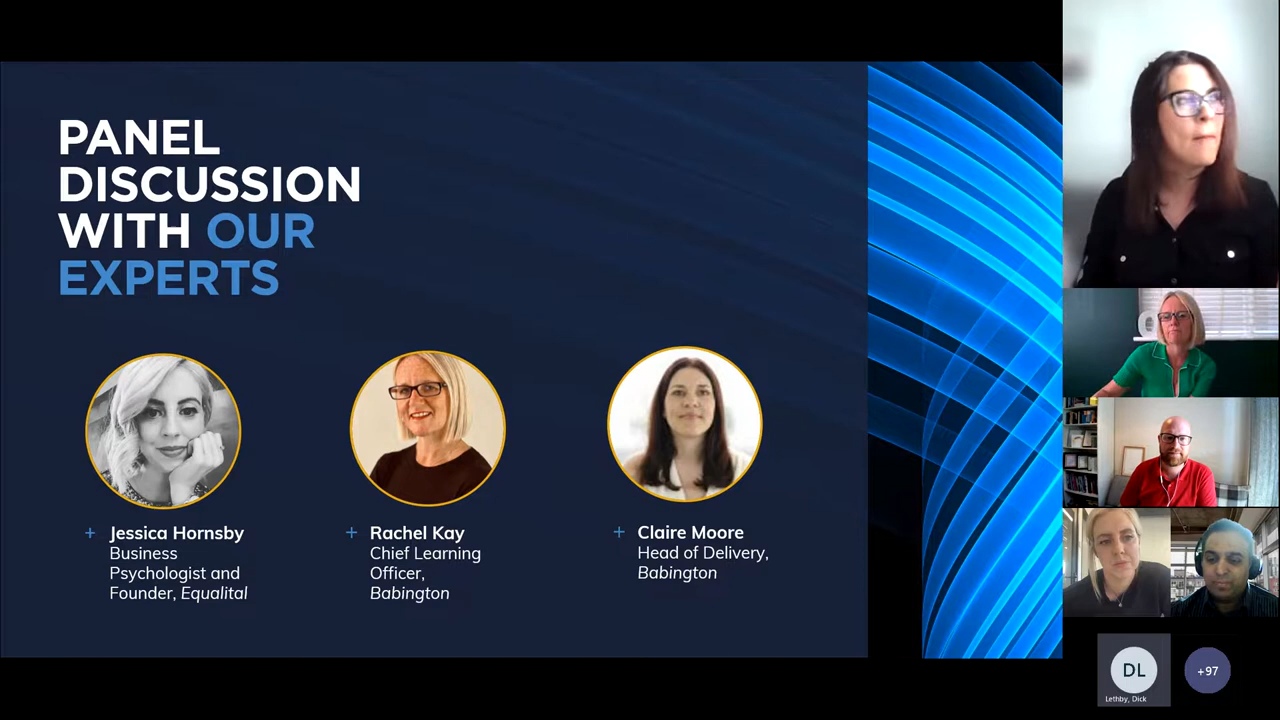 PANEL
DISCUSSION
WITH OUR
EXPERTS
+ Jessica Hornsby
Business
Psychologist and
Founder, Equalital
+ Rachel Kay
Chief Learning
Officer,
Babington
+ Claire Moore
Head of Delivery,
Babington
DL
Lethby, Dick
+97